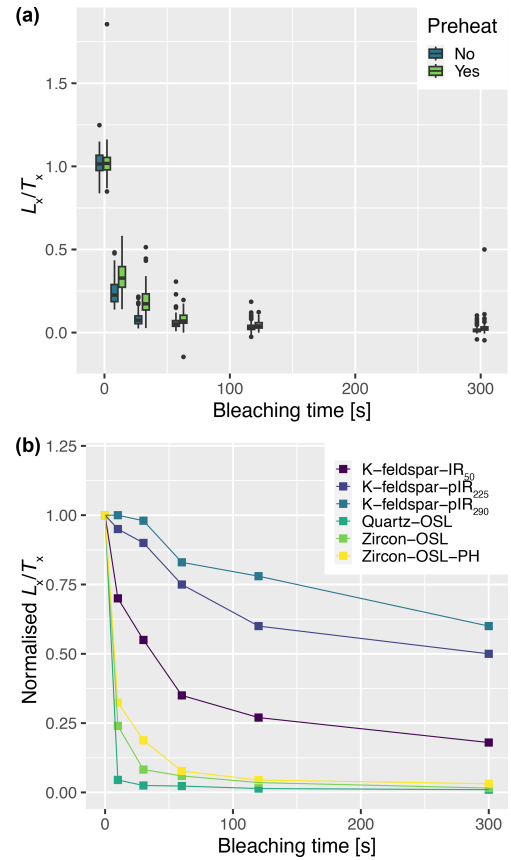 (a)
Preheat
No
Yes
Lx/Tx
1.5
1.0
0.5
0.0
0 100 200 300
Bleaching time [s]
(b)
K−feldspar−IR50
K−feldspar−pIR225
K−feldspar−pIR290
Quartz−OSL
Zircon−OSL
Zircon−OSL−PH
Normalised Lx/Tx
1.25
1.00
0.75
0.50
0.25
0.00
0 100 200 300
Bleaching time [s]